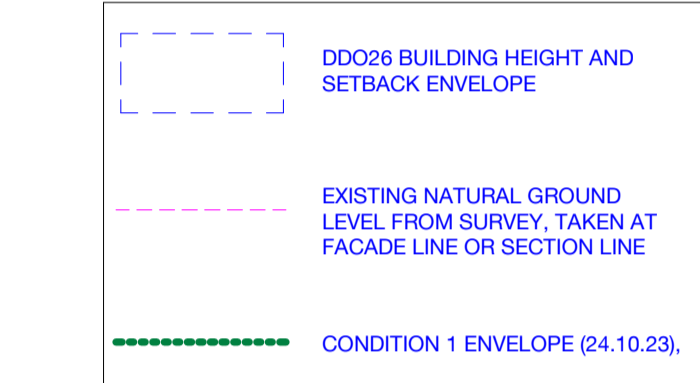 DDO26 BUILDING HEIGHT AND
SETBACK ENVELOPE
EXISTING NATURAL GROUND
LEVEL FROM SURVEY, TAKEN AT
FACADE LINE OR SECTION LINE
CONDITION 1 ENVELOPE (24.10.23),